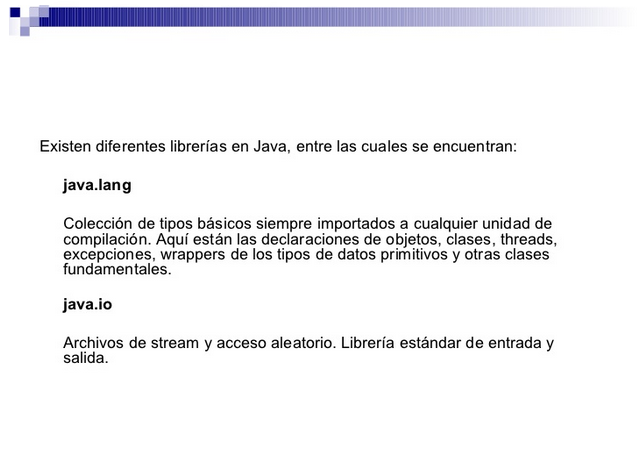 Existen diferentes librerías en Java, entre las cuales se encuentran:
java.lang
Colección de tipos básicos siempre importados a cualquier unidad de
compilación. Aquí están las declaraciones de objetos, clases, threads,
excepciones, wrappers de los tipos de datos primitivos y otras clases
fundamentales.
java.io
Archivos de stream y acceso aleatorio. Librería estándar de entrada y
salida.